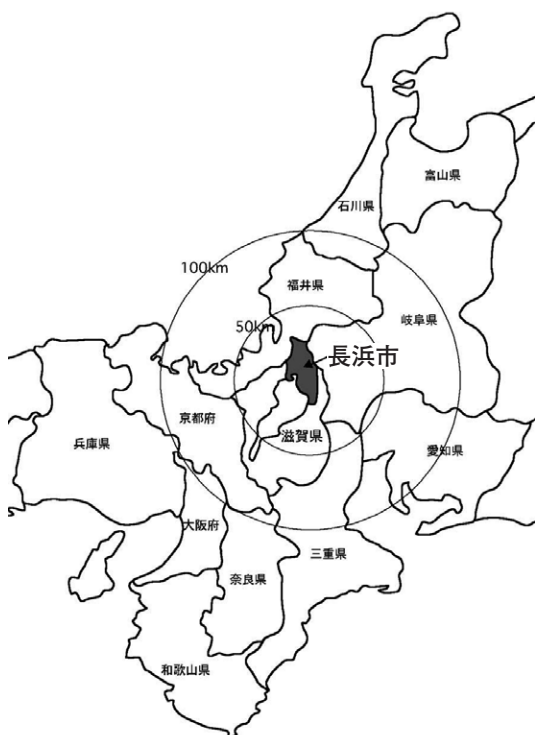 富山県
石川県
100km
福井県
岐阜県
50km
長浜市
京都府
滋賀県
兵庫県
愛知県
大阪府
三重県
奈良県
和歌山県